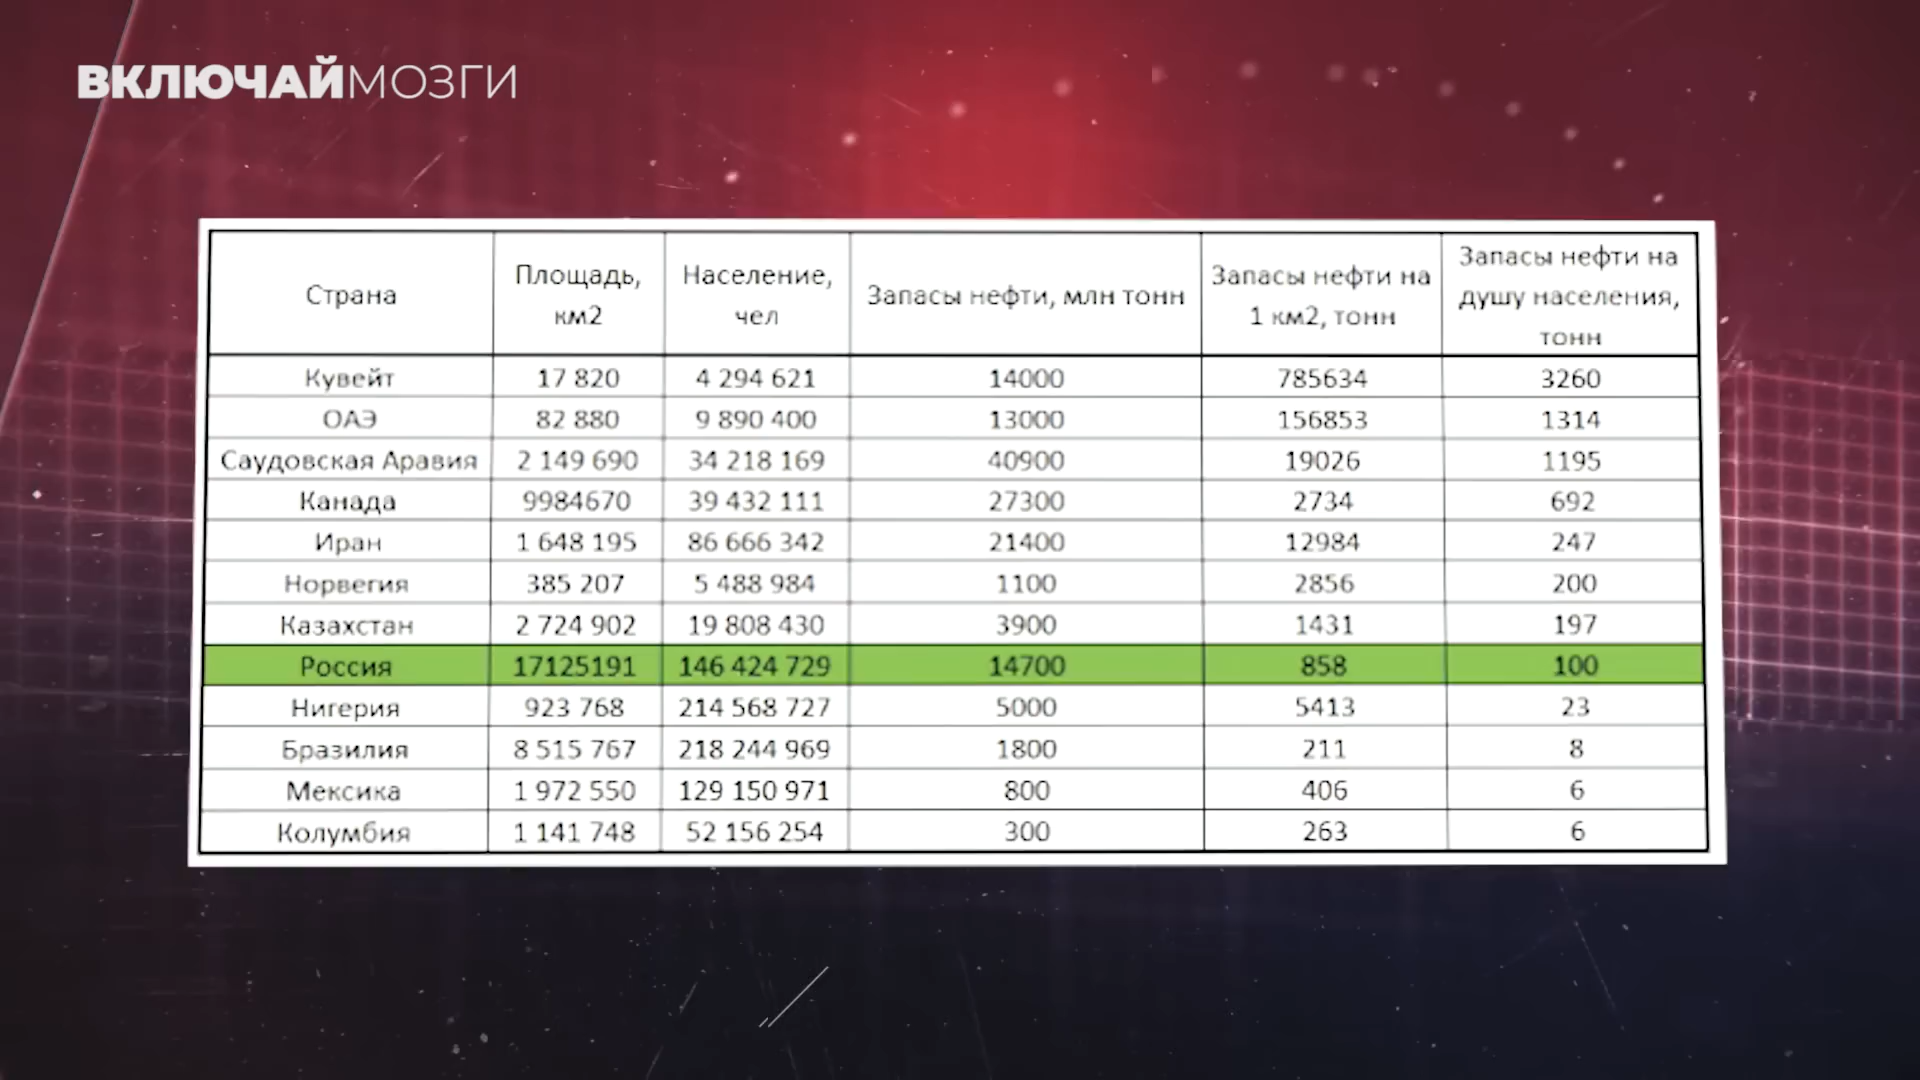 ВКЛЮЧАЙМОЗГИ
Страна Площадь, км2 Население, чел Запасы нефти, млн тонн Запасы нефти на 1 км2, тонн Запасы нефти на душу населения, тонн
Кувейт 17 820 4 294 621 14000 785634 3260
ОАЭ 82 880 9 890 400 13000 156853 1314
Саудовская Аравия 2 149 690 34 218 169 40900 19026 1195
Канада 9984670 39 432 111 27300 2734 692
Иран 1 648 195 86 666 342 21400 12984 247
Норвегия 385 207 5 488 984 1100 2856 200
Казахстан 2 724 902 19 808 430 3900 1431 197
Россия 17125191 146 424 729 14700 858 100
Нигерия 923 768 214 568 727 5000 5413 23
Бразилия 8 515 767 218 244 969 1800 211 8
Мексика 1 972 550 129 150 971 800 406 6
Колумбия 1 141 748 52 156 254 300 263 6